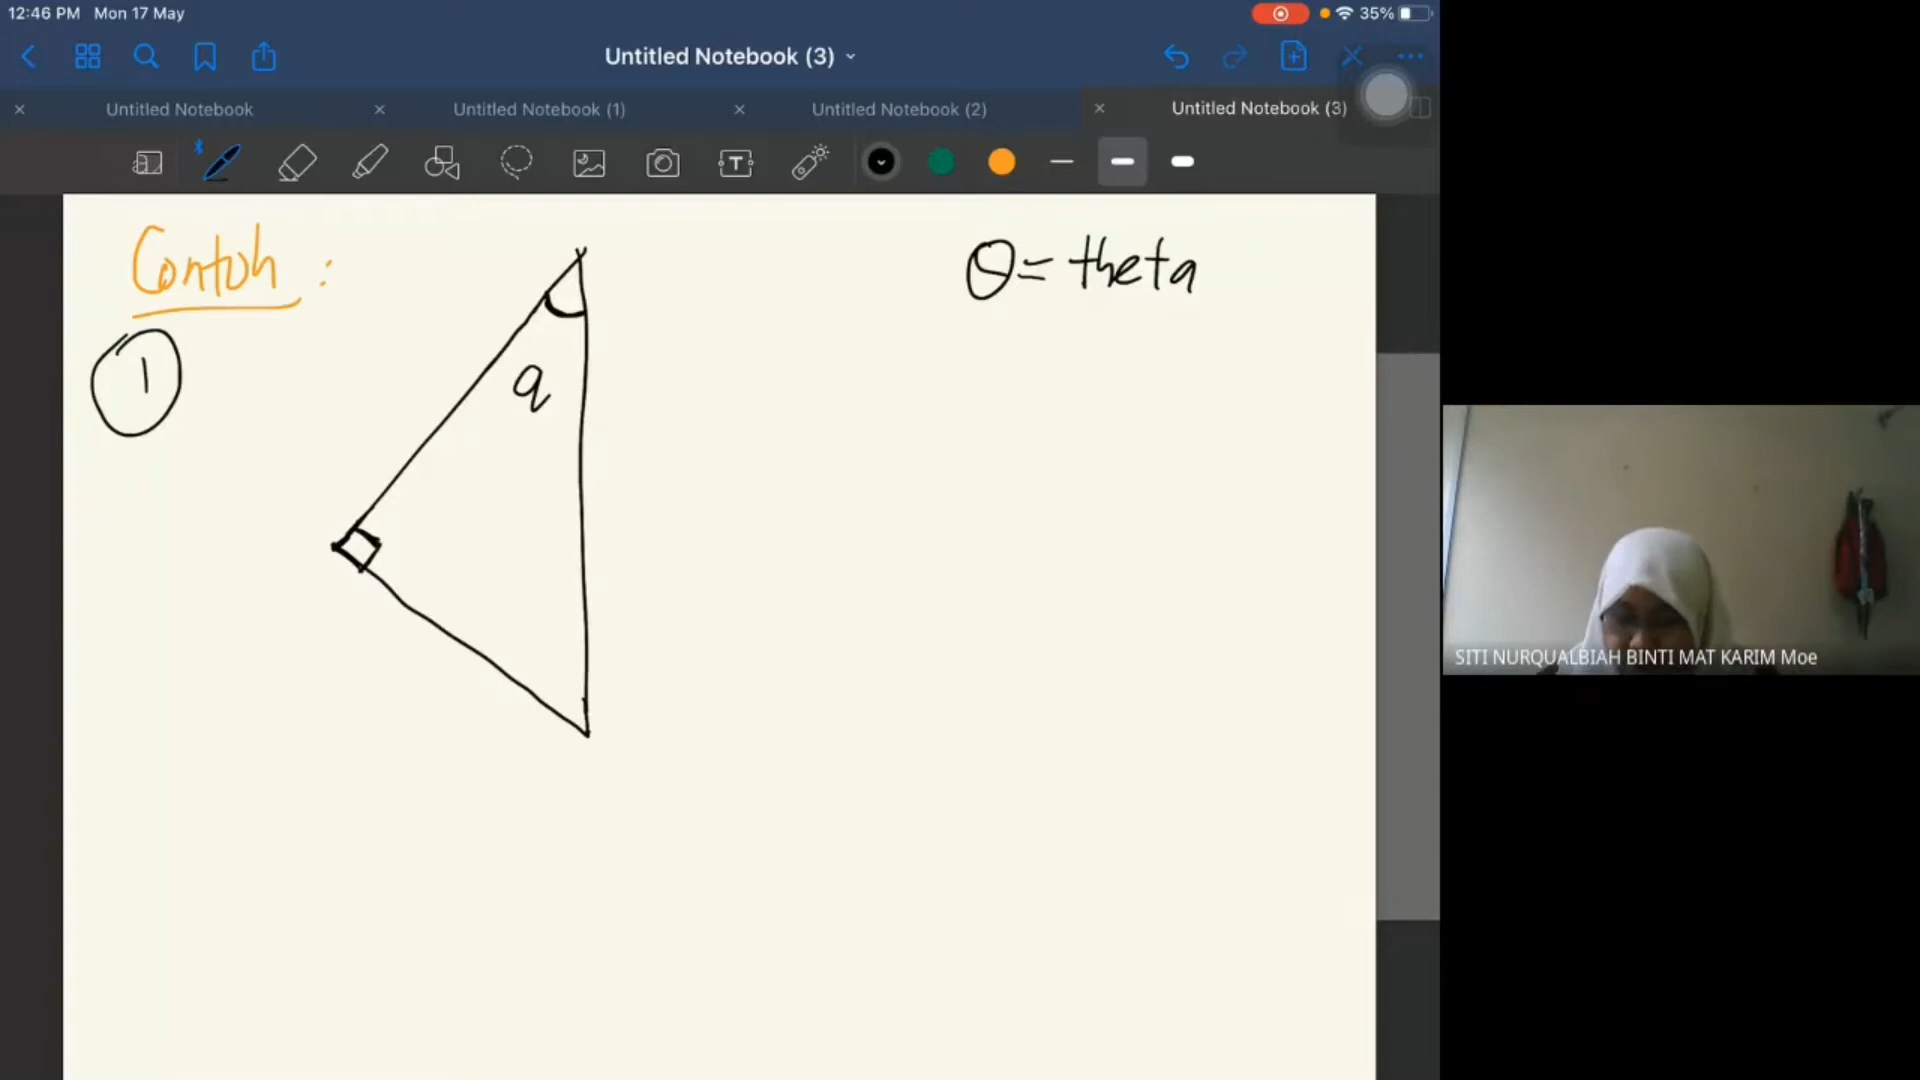 12:46 PM Mon 17 May
35%
Untitled Notebook (3)
Untitled Notebook
Untitled Notebook (1)
Untitled Notebook (2)
Untitled Notebook (3)
T
Contoh :
θ = theta
1
a
SITI NURQUALBIAH BINTI MAT KARIM Moe